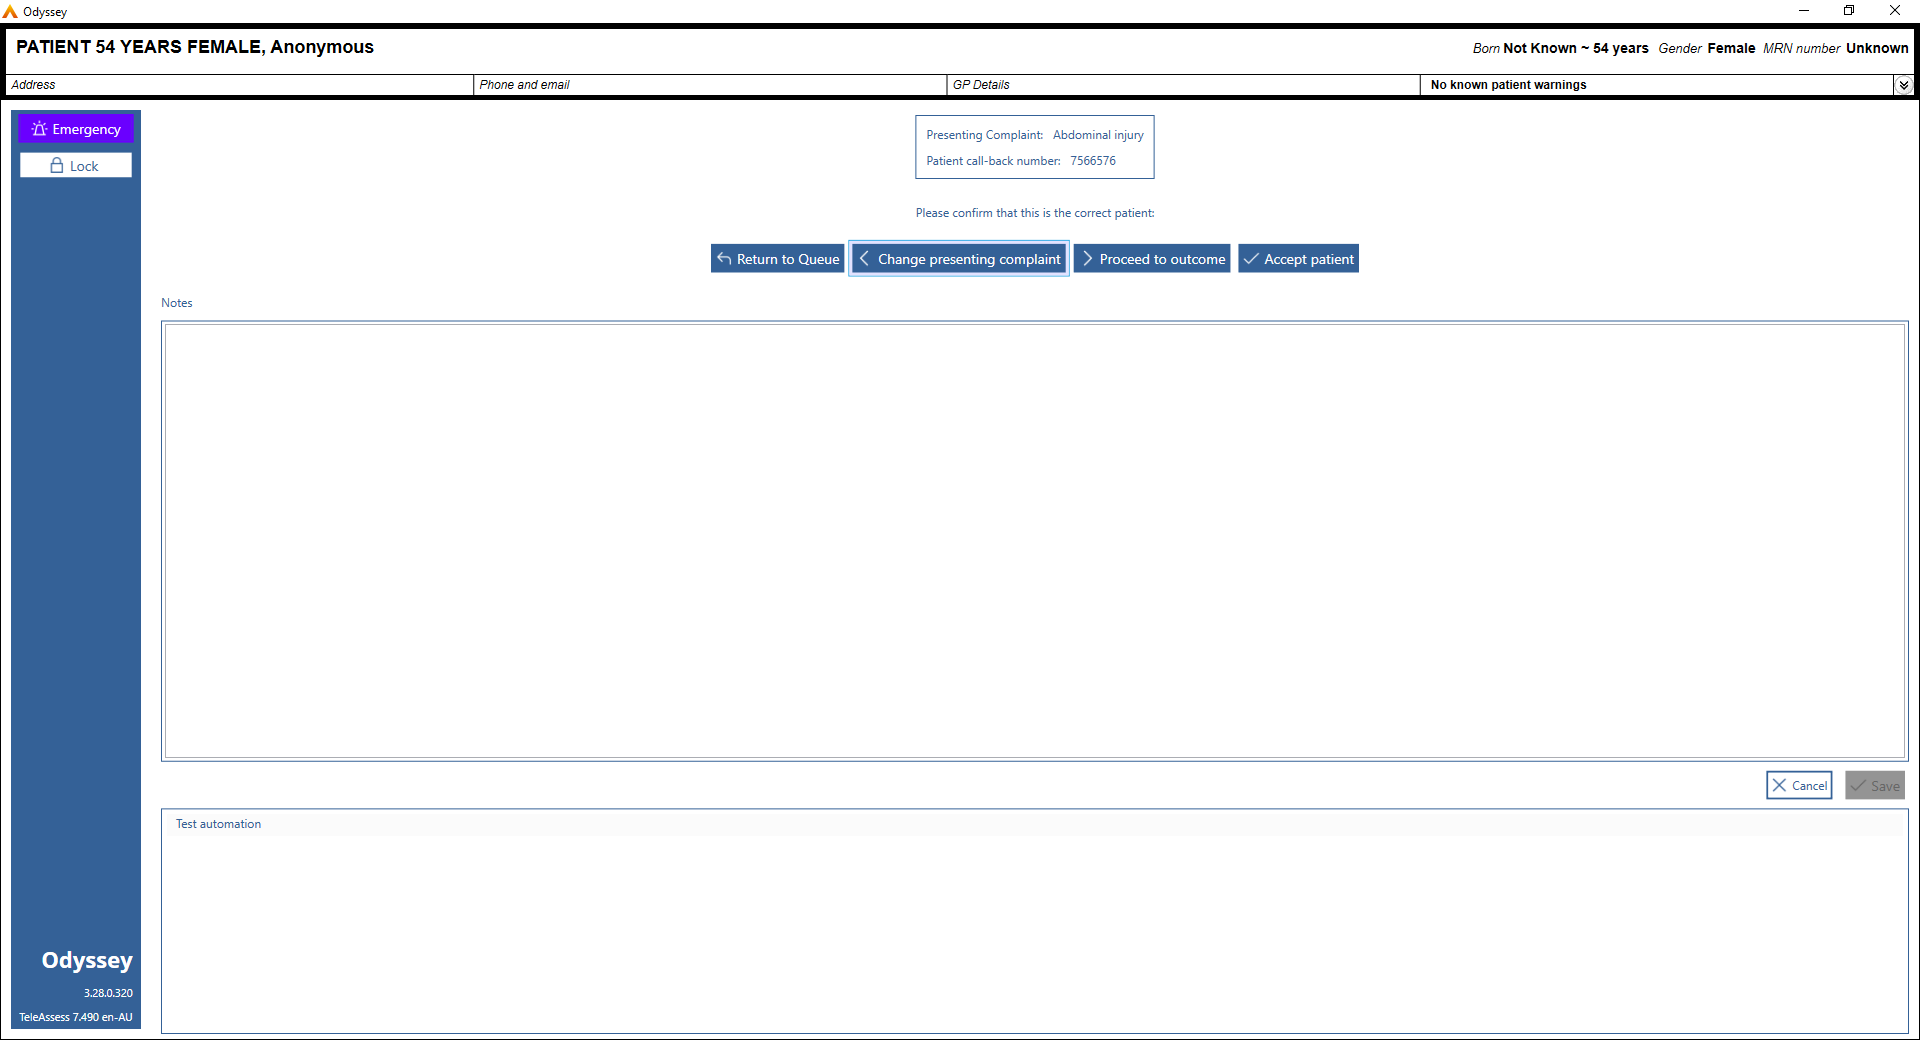 Odyssey
PATIENT 54 YEARS FEMALE, Anonymous
Born Not Known ~ 54 years Gender Female MRN number Unknown
Address
Phone and email
GP Details
No known patient warnings
Emergency
Lock
Presenting Complaint: Abdominal injury
Patient call-back number: 7566576
Please confirm that this is the correct patient:
Return to Queue
Change presenting complaint
Proceed to outcome
Accept patient
Notes
Cancel
Save
Test automation
Odyssey
3.28.0.320
TeleAssess 7.490 en-AU